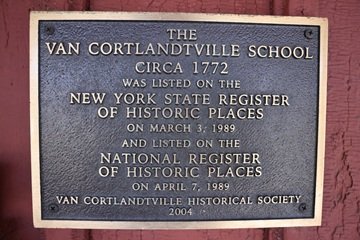 THE
VAN CORTLANDTVILLE SCHOOL
CIRCA 1772
WAS LISTED ON THE
NEW YORK STATE REGISTER
OF HISTORIC PLACES
ON MARCH 3, 1989
AND LISTED ON THE
NATIONAL REGISTER
OF HISTORIC PLACES
ON APRIL 7, 1989
VAN CORTLANDTVILLE HISTORICAL SOCIETY
2004